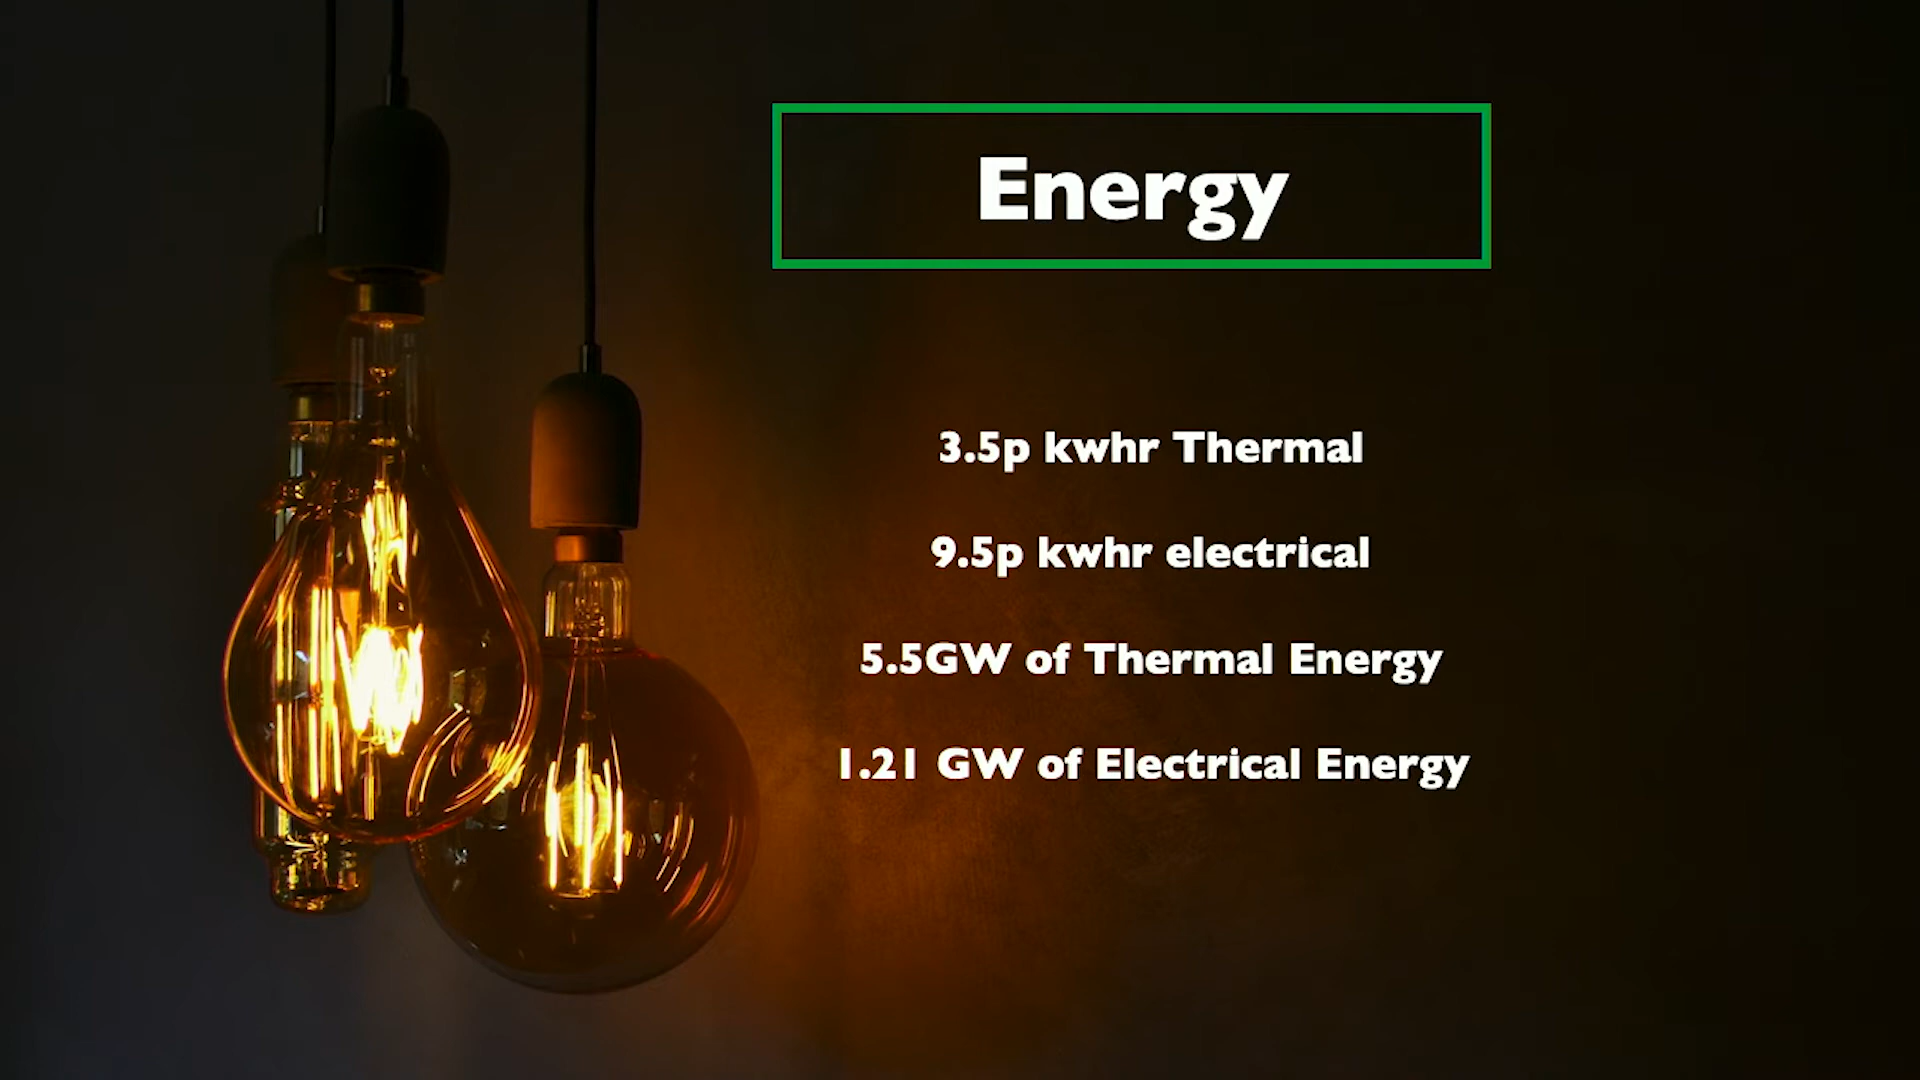 Energy
3.5p kwhr Thermal
9.5p kwhr electrical
5.5GW of Thermal Energy
1.21 GW of Electrical Energy